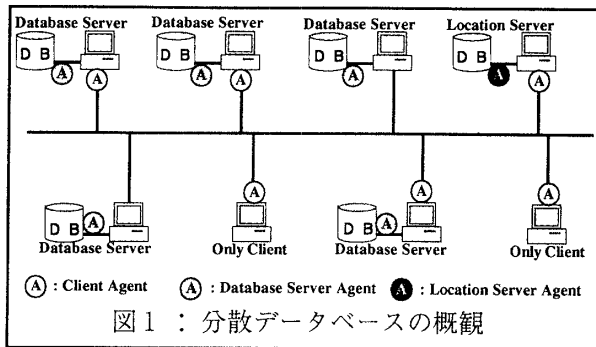 Database Server Database Server Database Server Location Server
D B D B D B D B
A A A A A A A
A A A
D B A D B A
Database Server Only Client Database Server Only Client
A : Client Agent A : Database Server Agent A : Location Server Agent
図1 : 分散データベースの概観